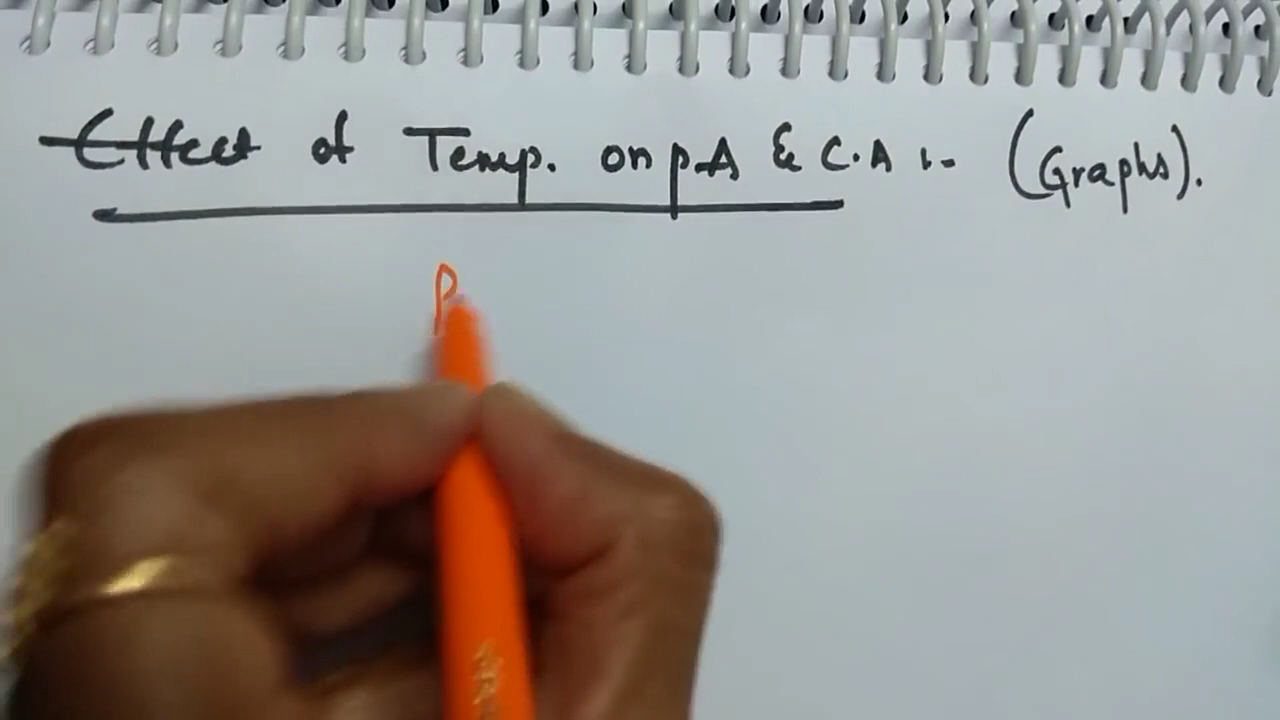 Effect of Temp. on p.A & C.A :- (Graphs).
P